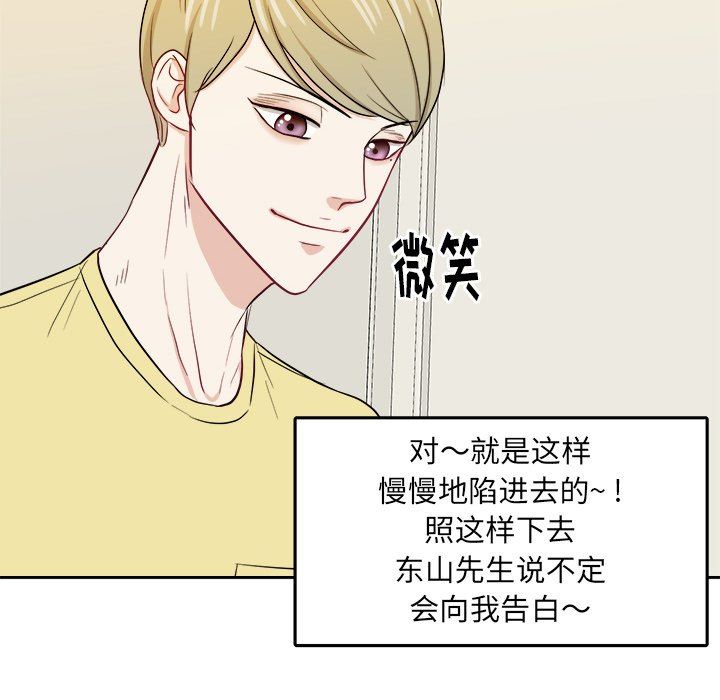 微笑
对～就是这样
慢慢地陷进去的~！
照这样下去
东山先生说不定
会向我告白～